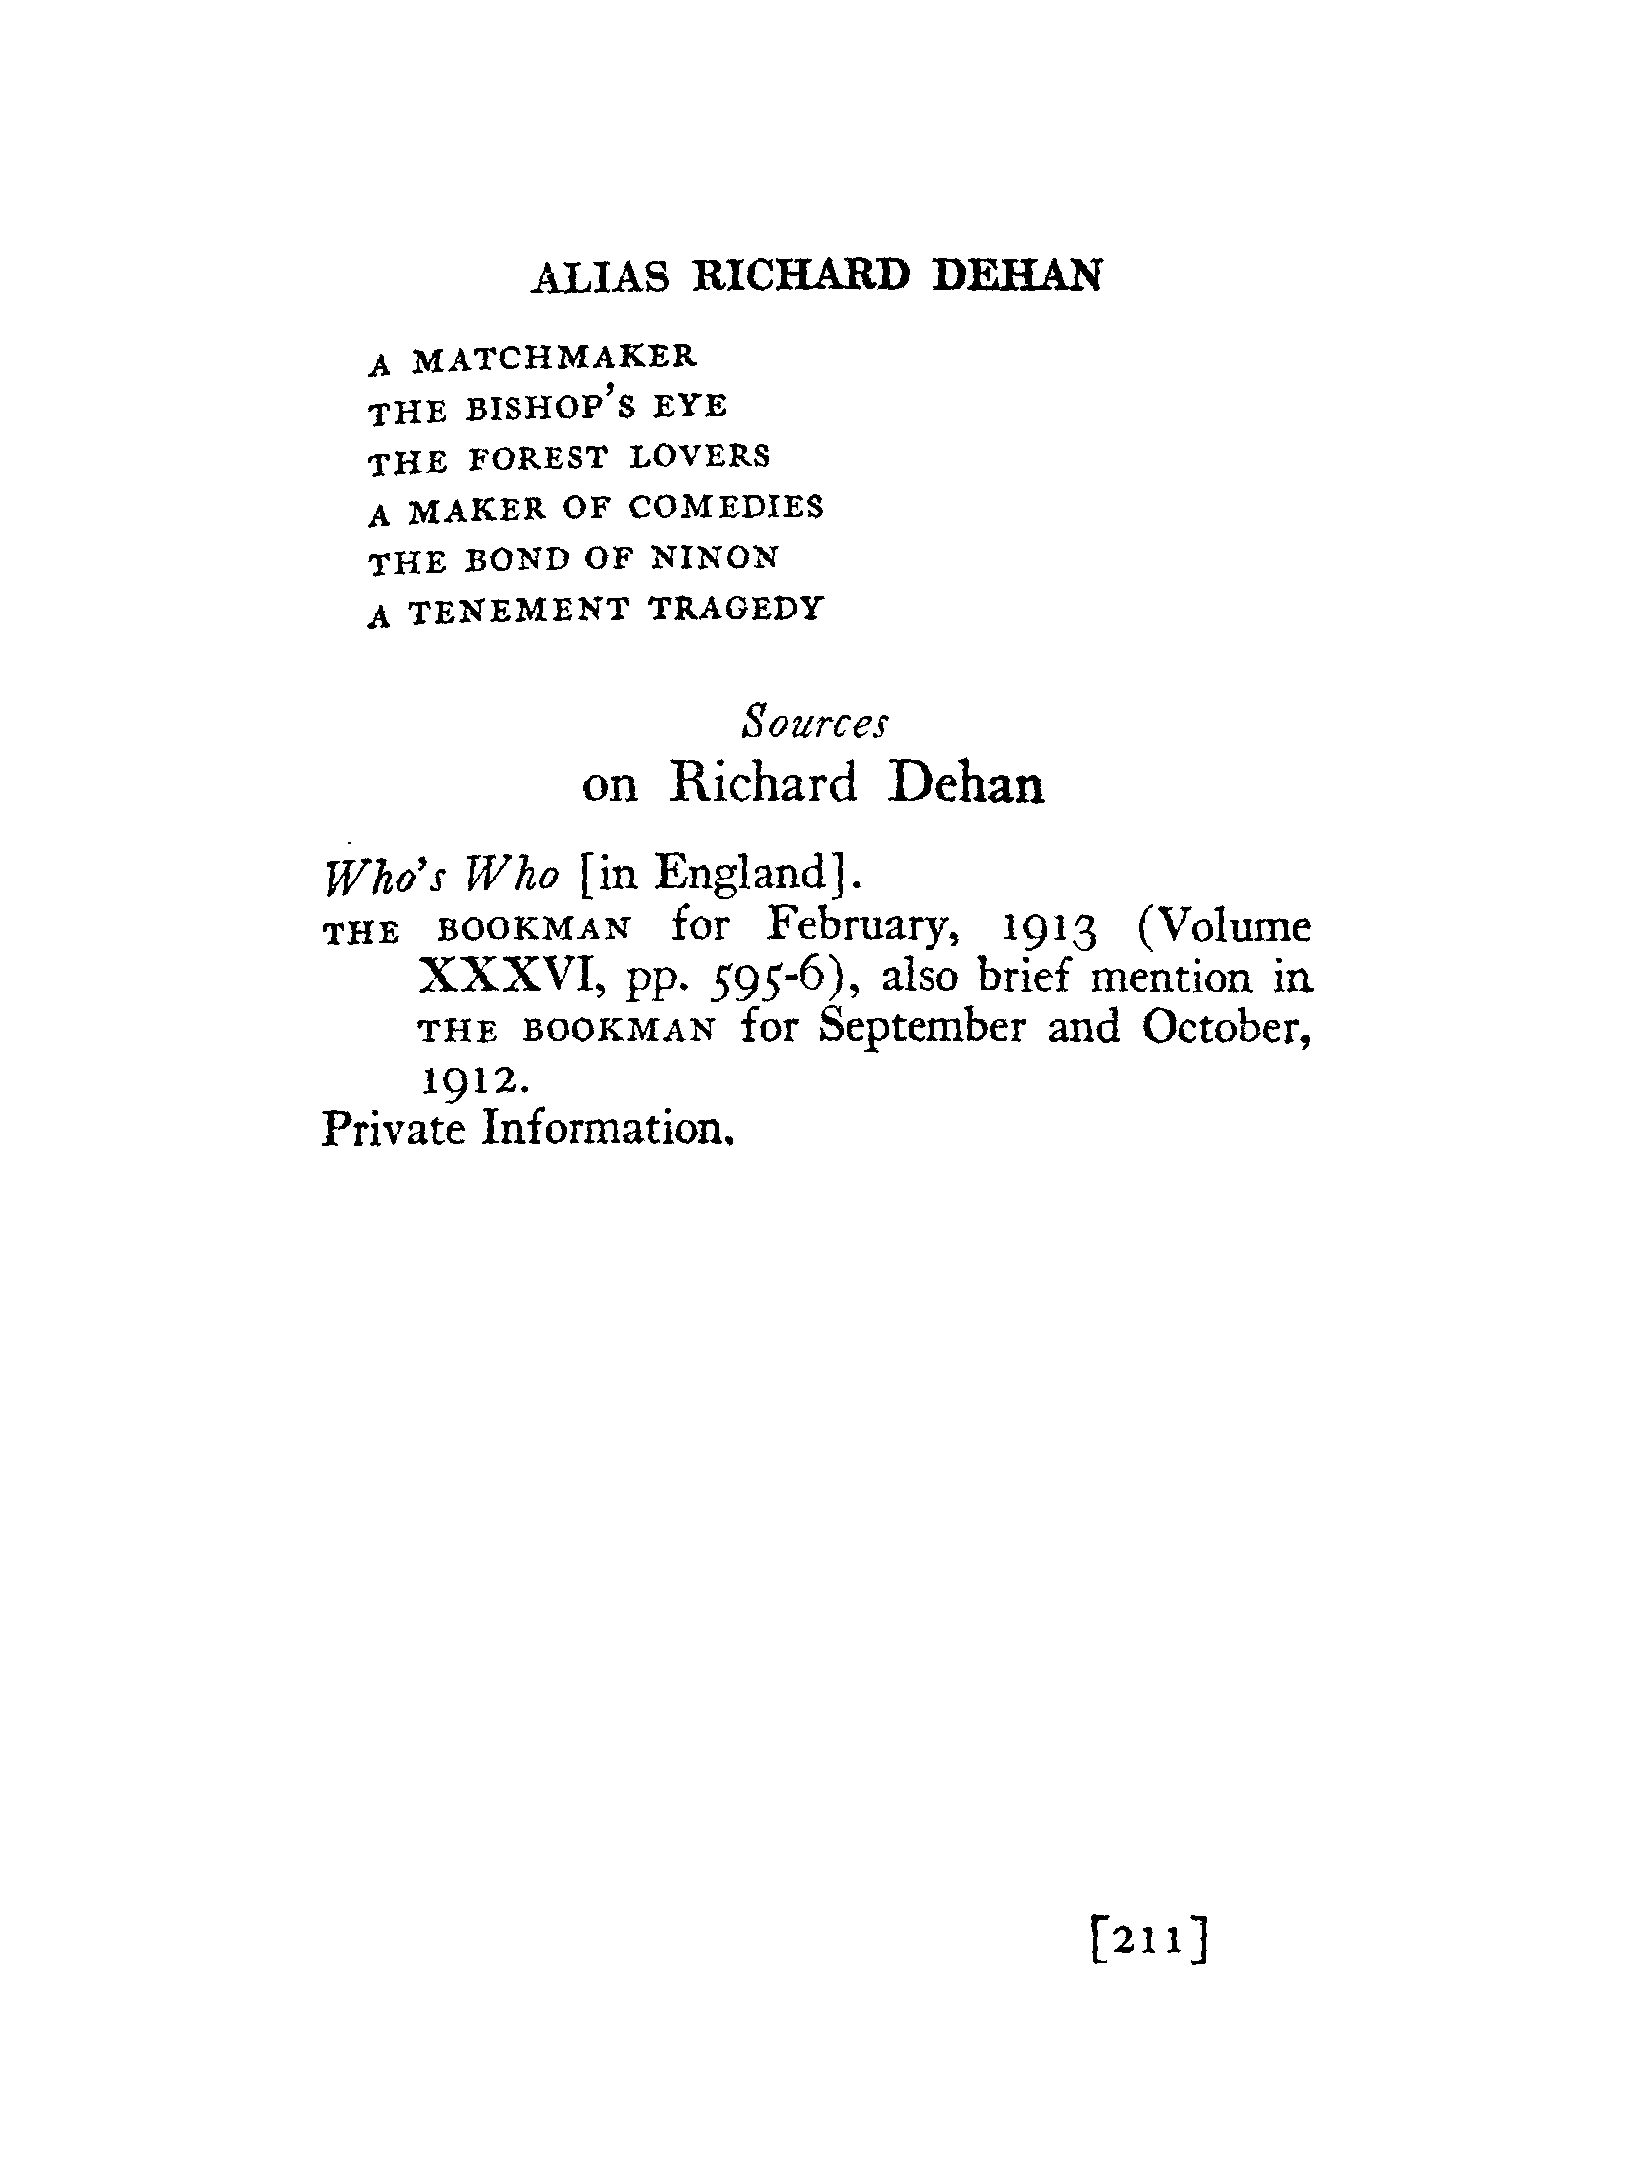 ALIAS RICHARD DEHAN
A MATCHMAKER
THE BISHOP'S EYE
THE FOREST LOVERS
A MAKER OF COMEDIES
THE BOND OF NINON
A TENEMENT TRAGEDY
Sources
on Richard Dehan
Who's Who [in England].
THE BOOKMAN for February, 1913 (Volume
XXXVI, pp. 595-6), also brief mention in
THE BOOKMAN for September and October,
1912.
Private Information.
[211]